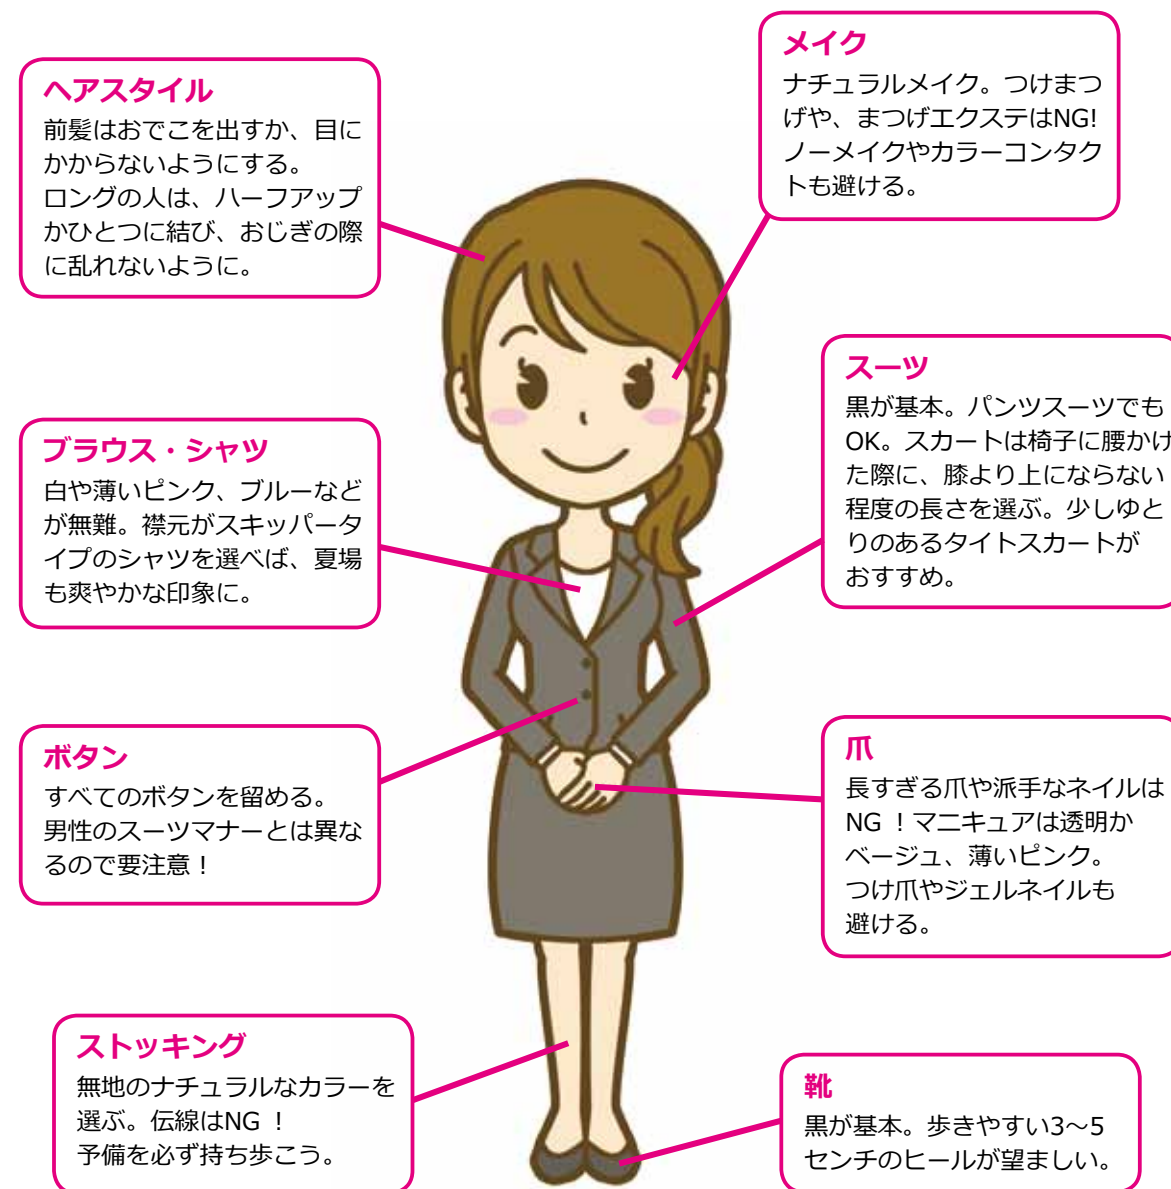 ヘアスタイル
前髪はおでこを出すか、目に
かからないようにする。
ロングの人は、ハーフアップ
かひとつに結び、おじぎの際
に乱れないように。
メイク
ナチュラルメイク。つけまつ
げや、まつげエクステはNG!
ノーメイクやカラーコンタク
トも避ける。
ブラウス・シャツ
白や薄いピンク、ブルーなど
が無難。襟元がスキッパータ
イプのシャツを選べば、夏場
も爽やかな印象に。
スーツ
黒が基本。パンツスーツでも
OK。スカートは椅子に腰かけ
た際に、膝より上にならない
程度の長さを選ぶ。少しゆと
りのあるタイトスカートが
おすすめ。
ボタン
すべてのボタンを留める。
男性のスーツマナーとは異な
るので要注意！
爪
長すぎる爪や派手なネイルは
NG ！マニキュアは透明か
ベージュ、薄いピンク。
つけ爪やジェルネイルも
避ける。
ストッキング
無地のナチュラルなカラーを
選ぶ。伝線はNG ！
予備を必ず持ち歩こう。
靴
黒が基本。歩きやすい3～5
センチのヒールが望ましい。